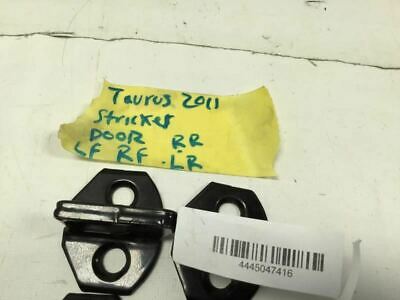 Taurus 2011
Stricker
DOOR RR
LF RF . LR
4445047416